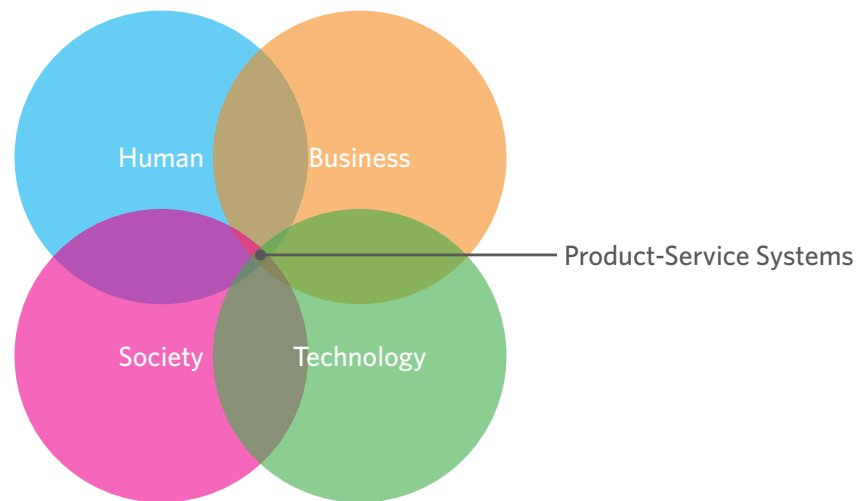 Human
Business
Product-Service Systems
Society
Technology